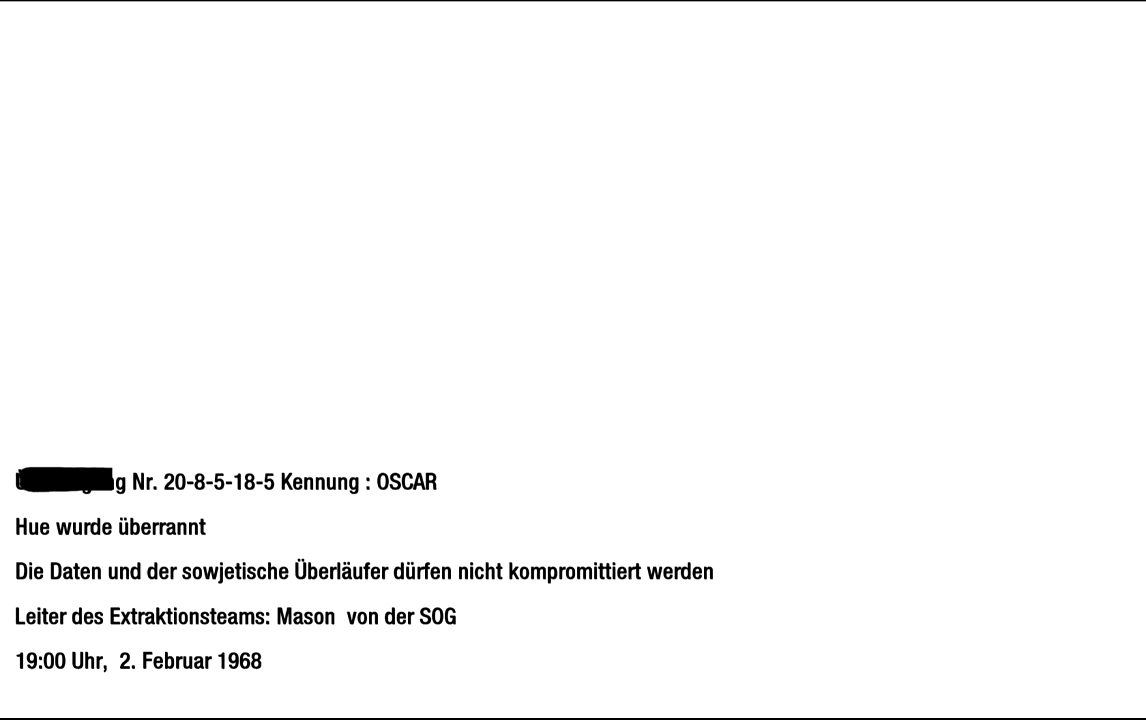 Nr. 20-8-5-18-5 Kennung : OSCAR
Hue wurde überrannt
Die Daten und der sowjetische Überläufer dürfen nicht kompromittiert werden
Leiter des Extraktionsteams: Mason  von der SOG
19:00 Uhr,  2. Februar 1968